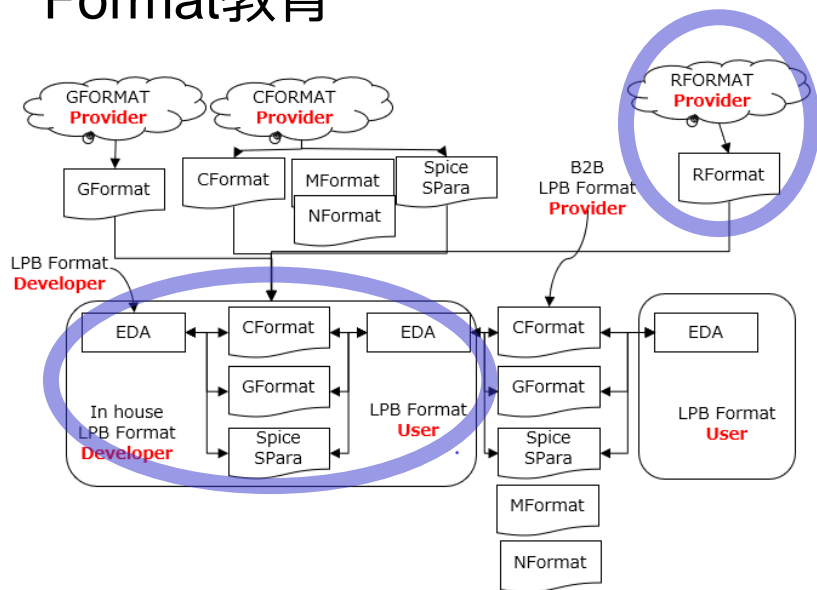 Format教育
GFORMAT
Provider
CFORMAT
Provider
RFORMAT
Provider
GFormat
CFormat
MFormat
NFormat
Spice
SPara
B2B
LPB Format
Provider
RFormat
LPB Format
Developer
EDA
CFormat
EDA
CFormat
EDA
GFormat
GFormat
In house
LPB Format
Developer
LPB Format
User
LPB Format
User
Spice
SPara
Spice
SPara
MFormat
NFormat